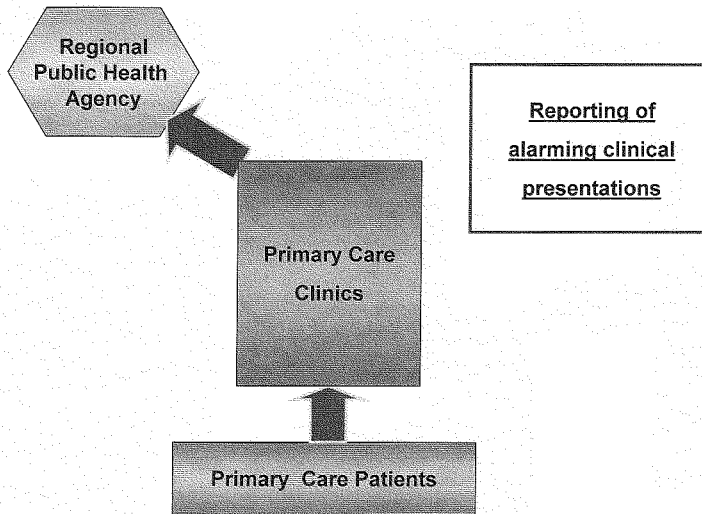 Regional
Public Health
Agency
Reporting of
alarming clinical
presentations
Primary Care
Clinics
Primary Care Patients